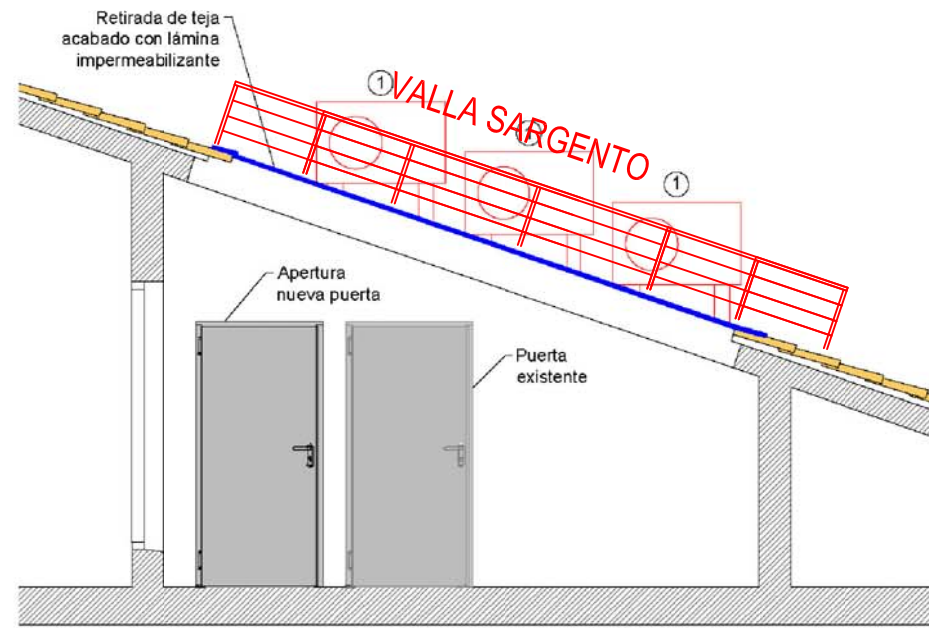 Retirada de teja
acabado con lámina
impermeabilizante
1
VALLA SARGENTO
1
1
Apertura
nueva puerta
Puerta
existente